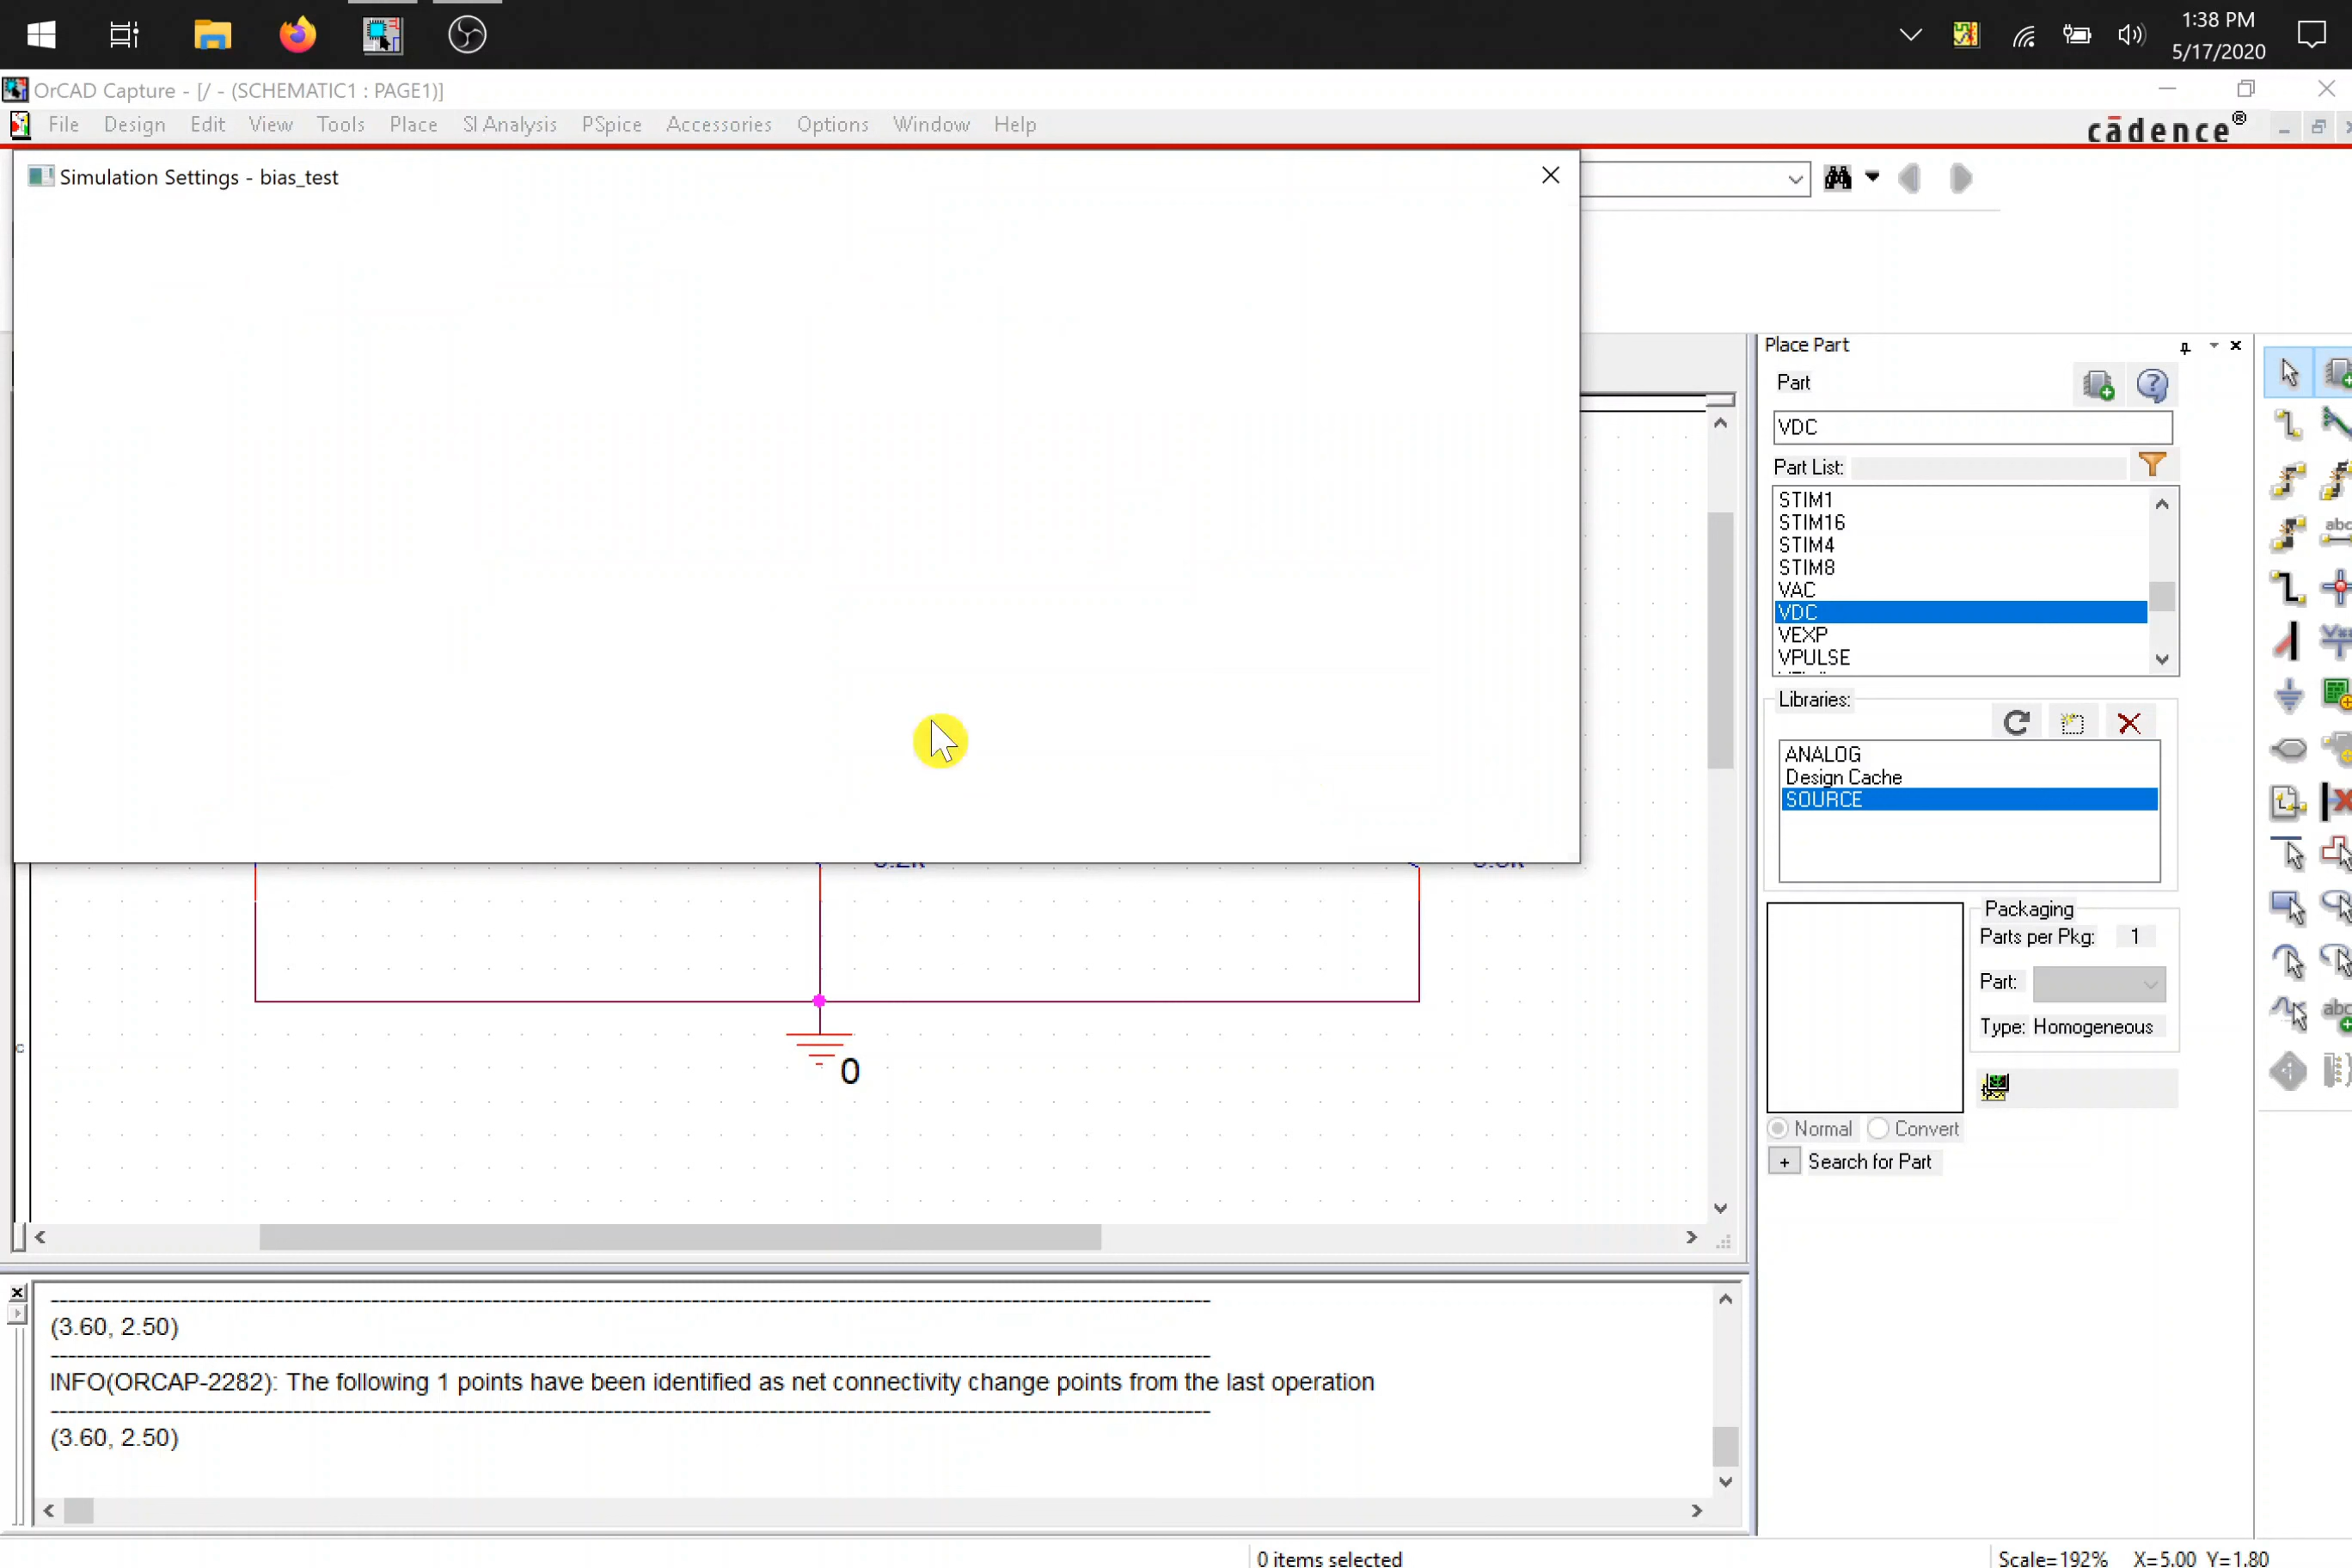 1:38 PM
5/17/2020
OrCAD Capture - [/ - (SCHEMATIC1 : PAGE1)]
File Design Edit View Tools Place SI Analysis PSpice Accessories Options Window Help
cādence®
Simulation Settings - bias_test
Place Part
Part
VDC
Part List:
STIM1
STIM16
STIM4
STIM8
VAC
VDC
VEXP
VPULSE
Libraries:
ANALOG
Design Cache
SOURCE
Packaging
Parts per Pkg: 1
Part:
Type: Homogeneous
Normal Convert
+ Search for Part
0
C
(3.60, 2.50)
INFO(ORCAP-2282): The following 1 points have been identified as net connectivity change points from the last operation
(3.60, 2.50)
0 items selected
Scale=192% X=5.00 Y=1.80